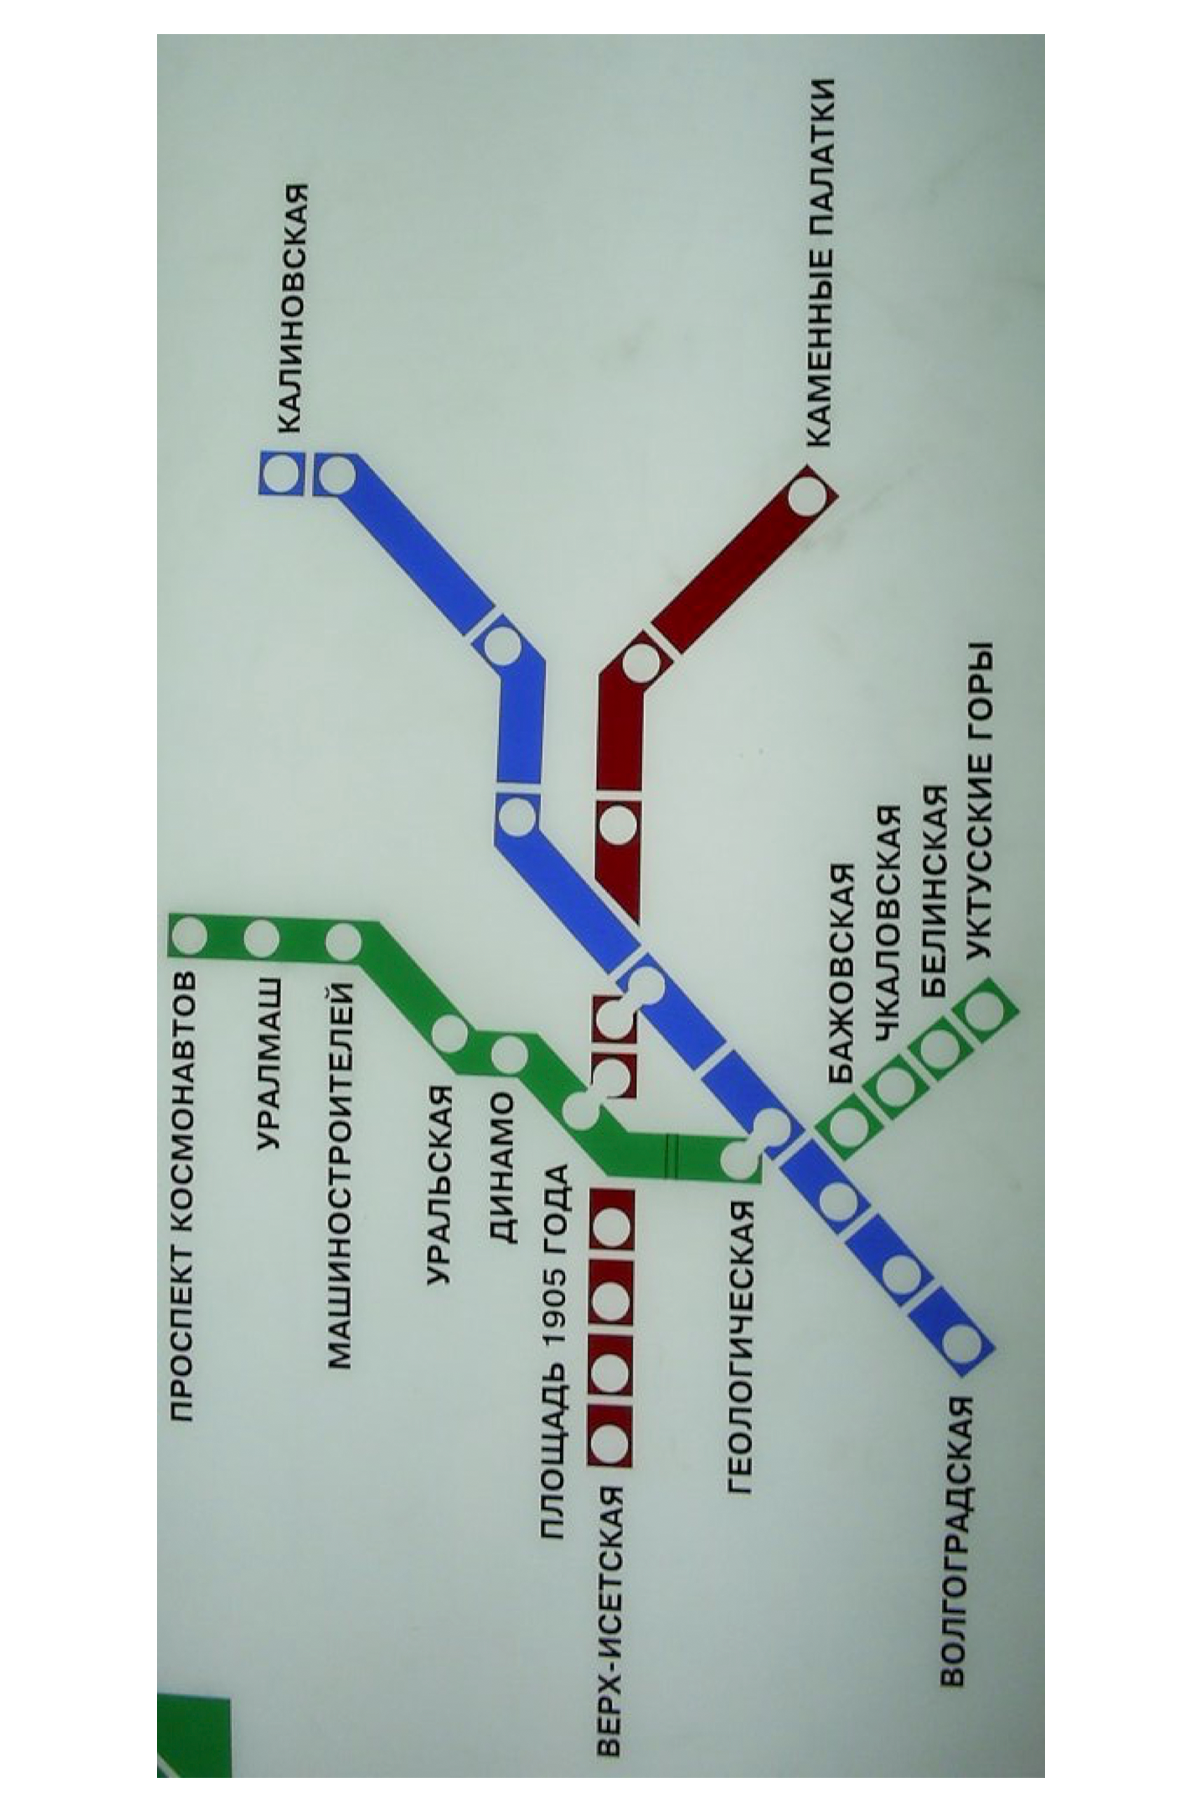 ПРОСПЕКТ КОСМОНАВТОВ
УРАЛМАШ
МАШИНОСТРОИТЕЛЕЙ
УРАЛЬСКАЯ
ДИНАМО
ПЛОЩАДЬ 1905 ГОДА
ГЕОЛОГИЧЕСКАЯ
БАЖОВСКАЯ
ЧКАЛОВСКАЯ
БЕЛИНСКАЯ
УКТУССКИЕ ГОРЫ
КАЛИНОВСКАЯ
КАМЕННЫЕ ПАЛАТКИ
ВЕРХ-ИСЕТСКАЯ
ВОЛГОГРАДСКАЯ